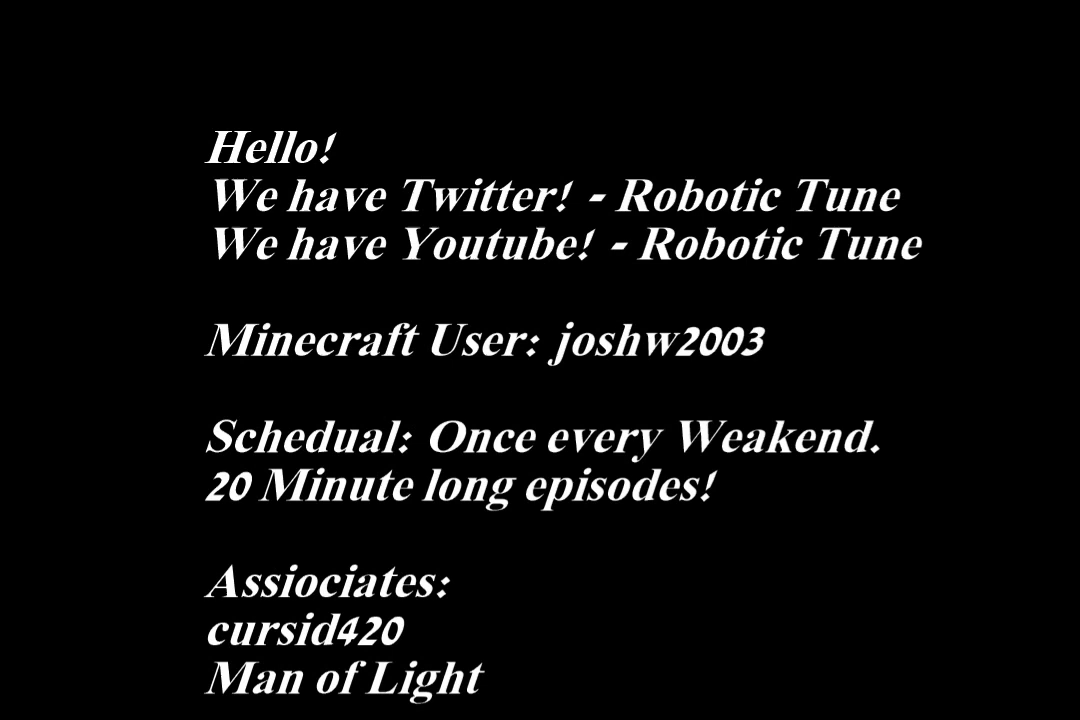 Hello!
We have Twitter! - Robotic Tune
We have Youtube! - Robotic Tune
Minecraft User: joshw2003
Schedual: Once every Weakend.
20 Minute long episodes!
Assiociates:
cursid420
Man of Light